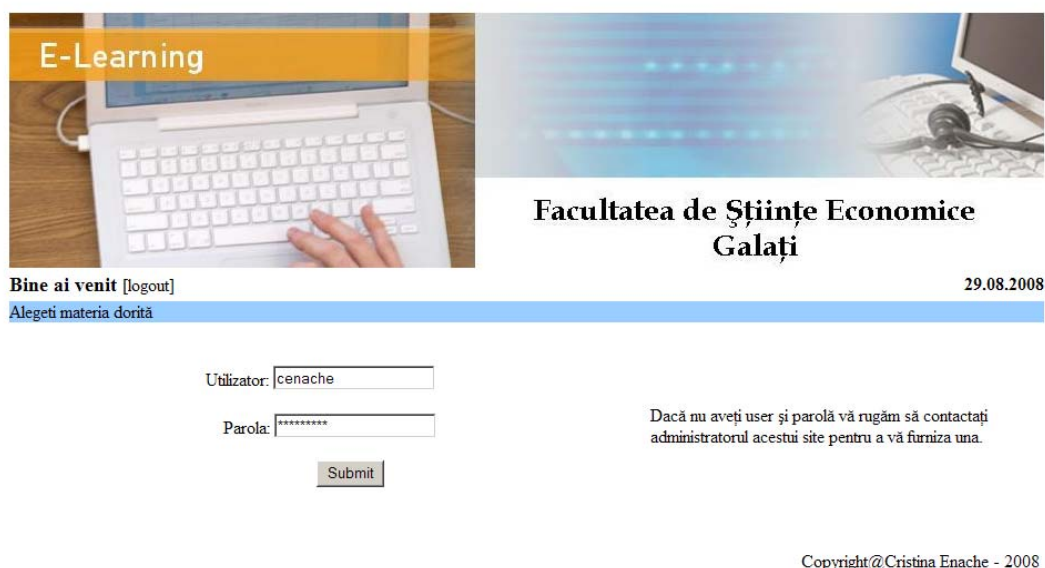 E-Learning
Facultatea de Științe Economice
Galați
Bine ai venit [logout]
29.08.2008
Alegeti materia dorită
Utilizator: cenache
Parola: *********
Submit
Dacă nu aveți user și parolă vă rugăm să contactați
administratorul acestui site pentru a vă furniza una.
Copyright@Cristina Enache - 2008